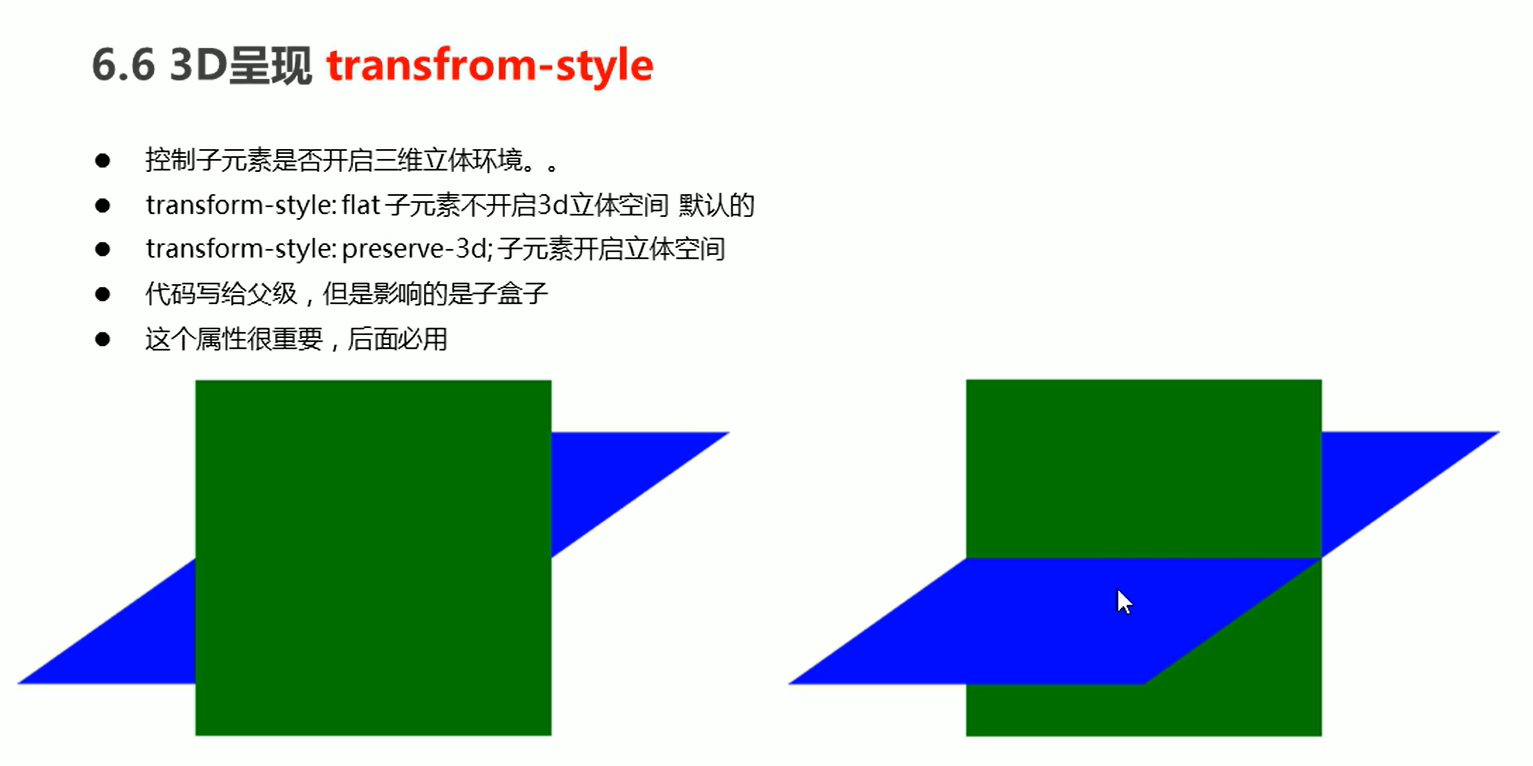 6.6 3D呈现 transfrom-style
控制子元素是否开启三维立体环境。。
transform-style: flat 子元素不开启3d立体空间 默认的
transform-style: preserve-3d; 子元素开启立体空间
代码写给父级，但是影响的是子盒子
这个属性很重要，后面必用